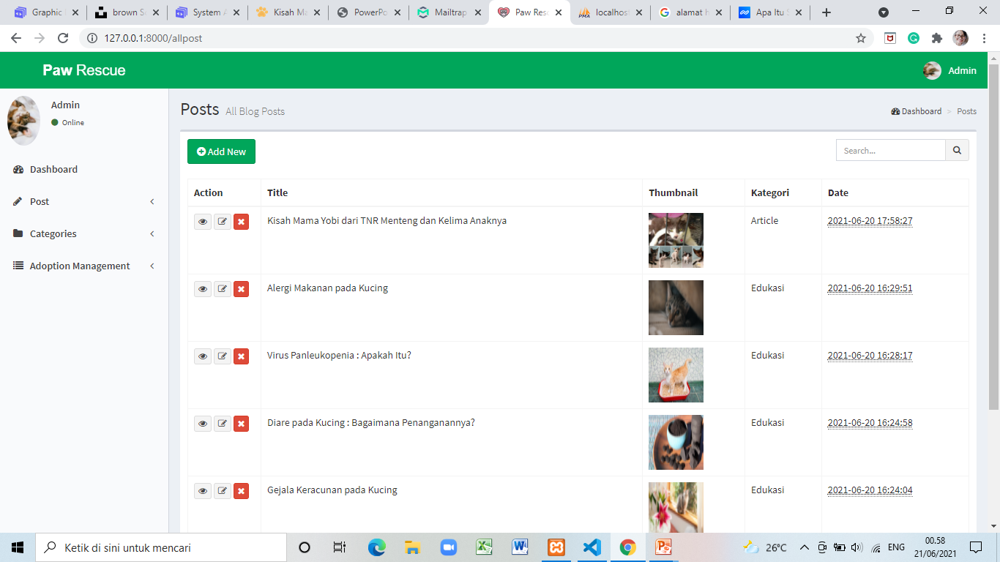 Graphic
brown S
System A
Kisah Ma
PowerPo
Mailtrap
Paw Resc
localhos
alamat h
Apa Itu
127.0.0.1:8000/allpost
Paw Rescue
Admin
Admin
Online
Posts All Blog Posts
Dashboard > Posts
Add New
Search...
Dashboard
Post
Categories
Adoption Management
Action Title Thumbnail Kategori Date
Kisah Mama Yobi dari TNR Menteng dan Kelima Anaknya Article 2021-06-20 17:58:27
Alergi Makanan pada Kucing Edukasi 2021-06-20 16:29:51
Virus Panleukopenia : Apakah Itu? Edukasi 2021-06-20 16:28:17
Diare pada Kucing : Bagaimana Penanganannya? Edukasi 2021-06-20 16:24:58
Gejala Keracunan pada Kucing Edukasi 2021-06-20 16:24:04
Ketik di sini untuk mencari
26°C
ENG
00.58
21/06/2021